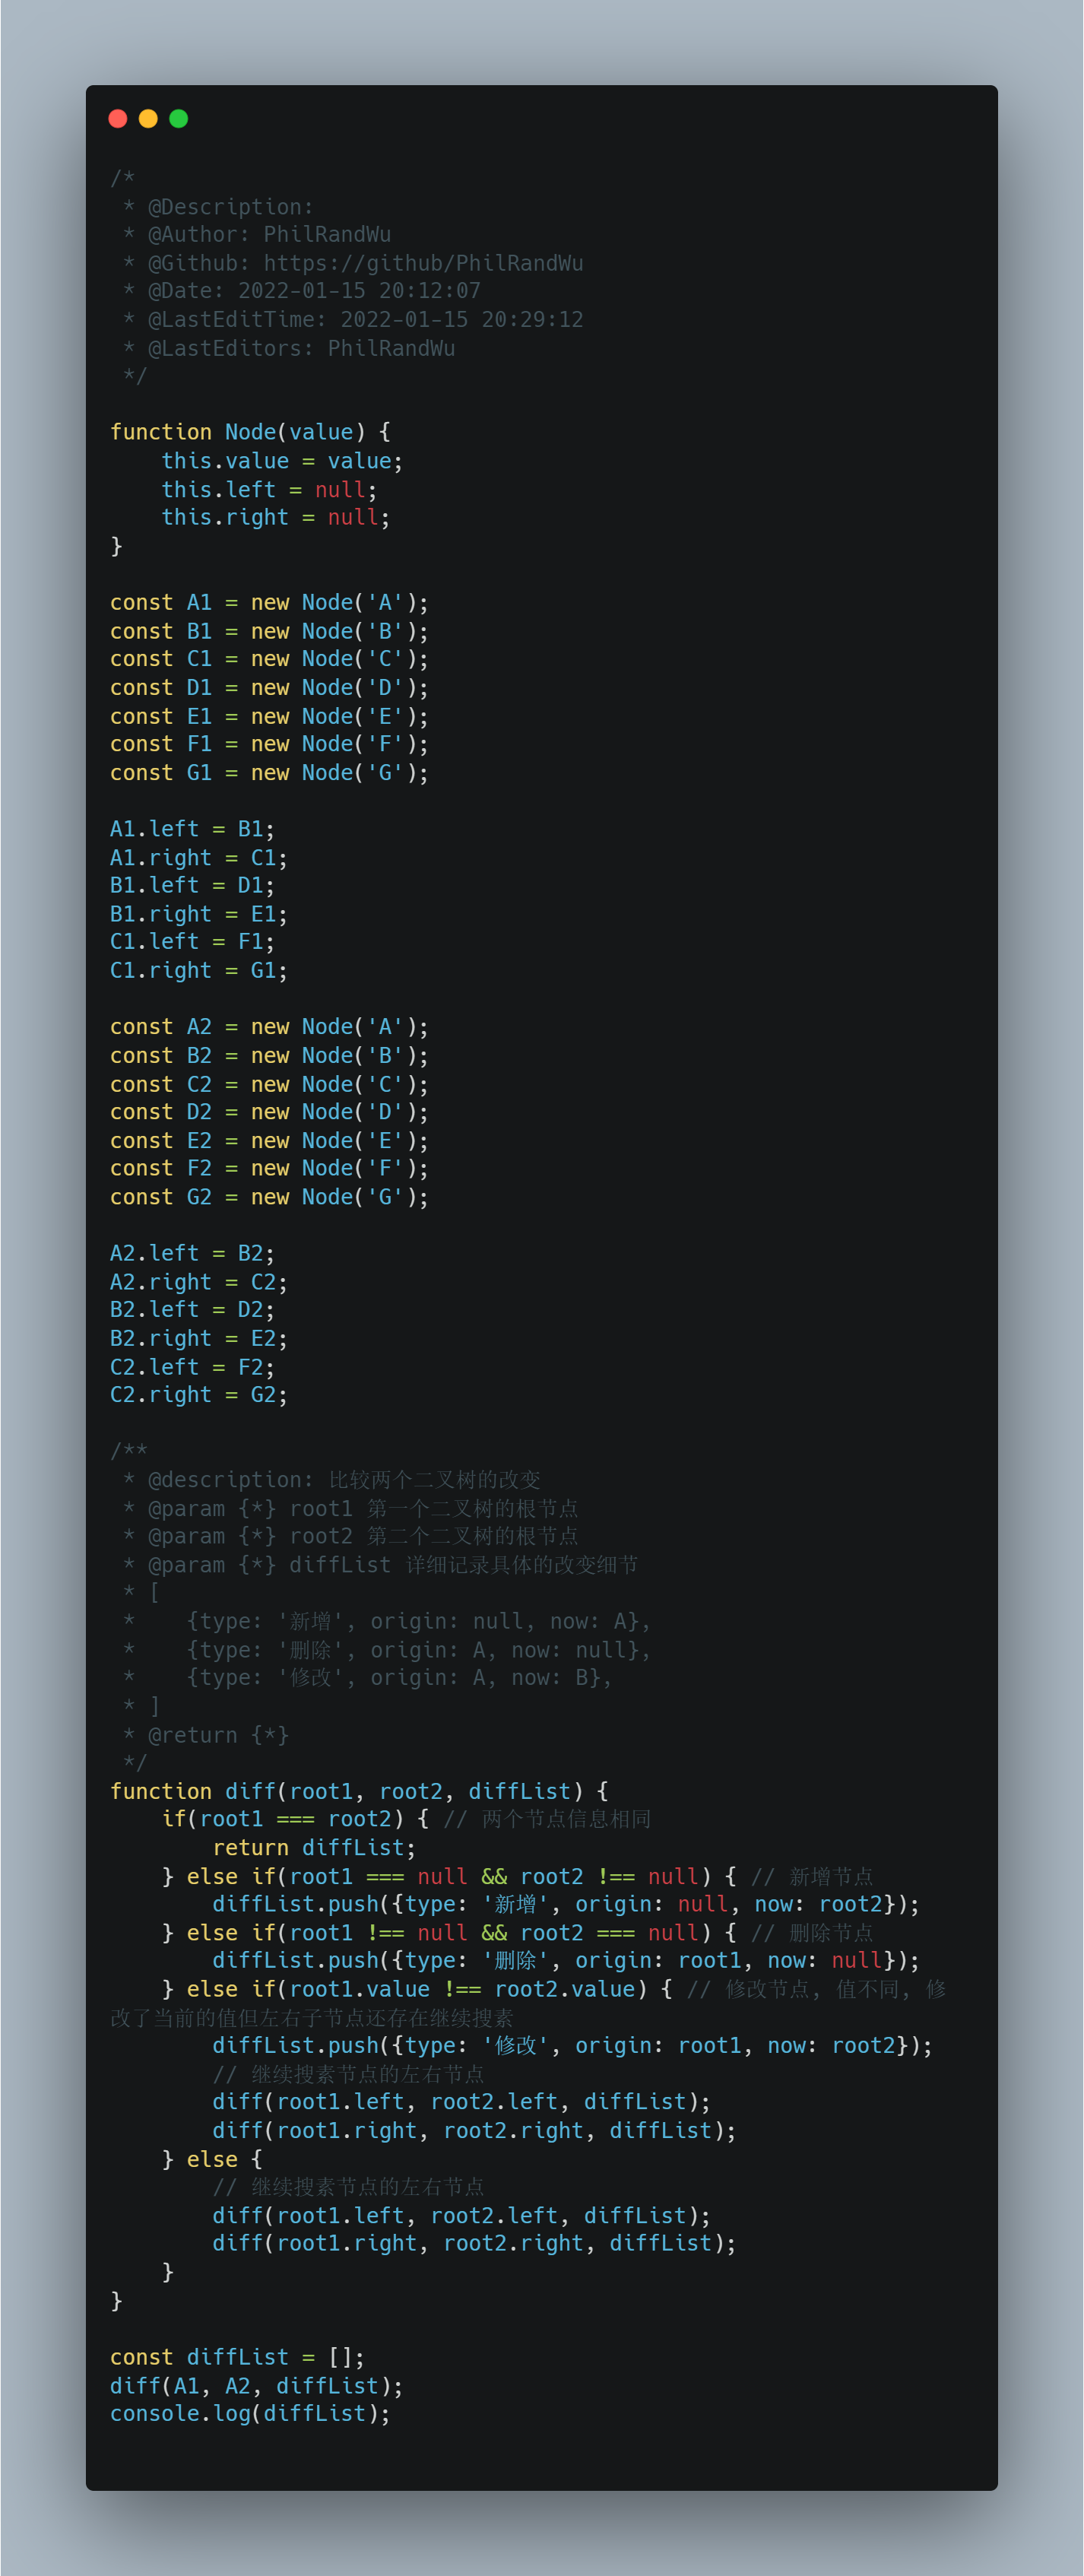 /*
 * @Description:
 * @Author: PhilRandWu
 * @Github: https://github/PhilRandWu
 * @Date: 2022-01-15 20:12:07
 * @LastEditTime: 2022-01-15 20:29:12
 * @LastEditors: PhilRandWu
 */
function Node(value) {
    this.value = value;
    this.left = null;
    this.right = null;
}
const A1 = new Node('A');
const B1 = new Node('B');
const C1 = new Node('C');
const D1 = new Node('D');
const E1 = new Node('E');
const F1 = new Node('F');
const G1 = new Node('G');
A1.left = B1;
A1.right = C1;
B1.left = D1;
B1.right = E1;
C1.left = F1;
C1.right = G1;
const A2 = new Node('A');
const B2 = new Node('B');
const C2 = new Node('C');
const D2 = new Node('D');
const E2 = new Node('E');
const F2 = new Node('F');
const G2 = new Node('G');
A2.left = B2;
A2.right = C2;
B2.left = D2;
B2.right = E2;
C2.left = F2;
C2.right = G2;
/**
 * @description: 比较两个二叉树的改变
 * @param {*} root1 第一个二叉树的根节点
 * @param {*} root2 第二个二叉树的根节点
 * @param {*} diffList 详细记录具体的改变细节
 * [
 *    {type: '新增', origin: null, now: A},
 *    {type: '删除', origin: A, now: null},
 *    {type: '修改', origin: A, now: B},
 * ]
 * @return {*}
 */
function diff(root1, root2, diffList) {
    if(root1 === root2) { // 两个节点信息相同
        return diffList;
    } else if(root1 === null && root2 !== null) { // 新增节点
        diffList.push({type: '新增', origin: null, now: root2});
    } else if(root1 !== null && root2 === null) { // 删除节点
        diffList.push({type: '删除', origin: root1, now: null});
    } else if(root1.value !== root2.value) { // 修改节点, 值不同, 修
改了当前的值但左右子节点还存在继续搜素
        diffList.push({type: '修改', origin: root1, now: root2});
        // 继续搜素节点的左右节点
        diff(root1.left, root2.left, diffList);
        diff(root1.right, root2.right, diffList);
    } else {
        // 继续搜素节点的左右节点
        diff(root1.left, root2.left, diffList);
        diff(root1.right, root2.right, diffList);
    }
}
const diffList = [];
diff(A1, A2, diffList);
console.log(diffList);